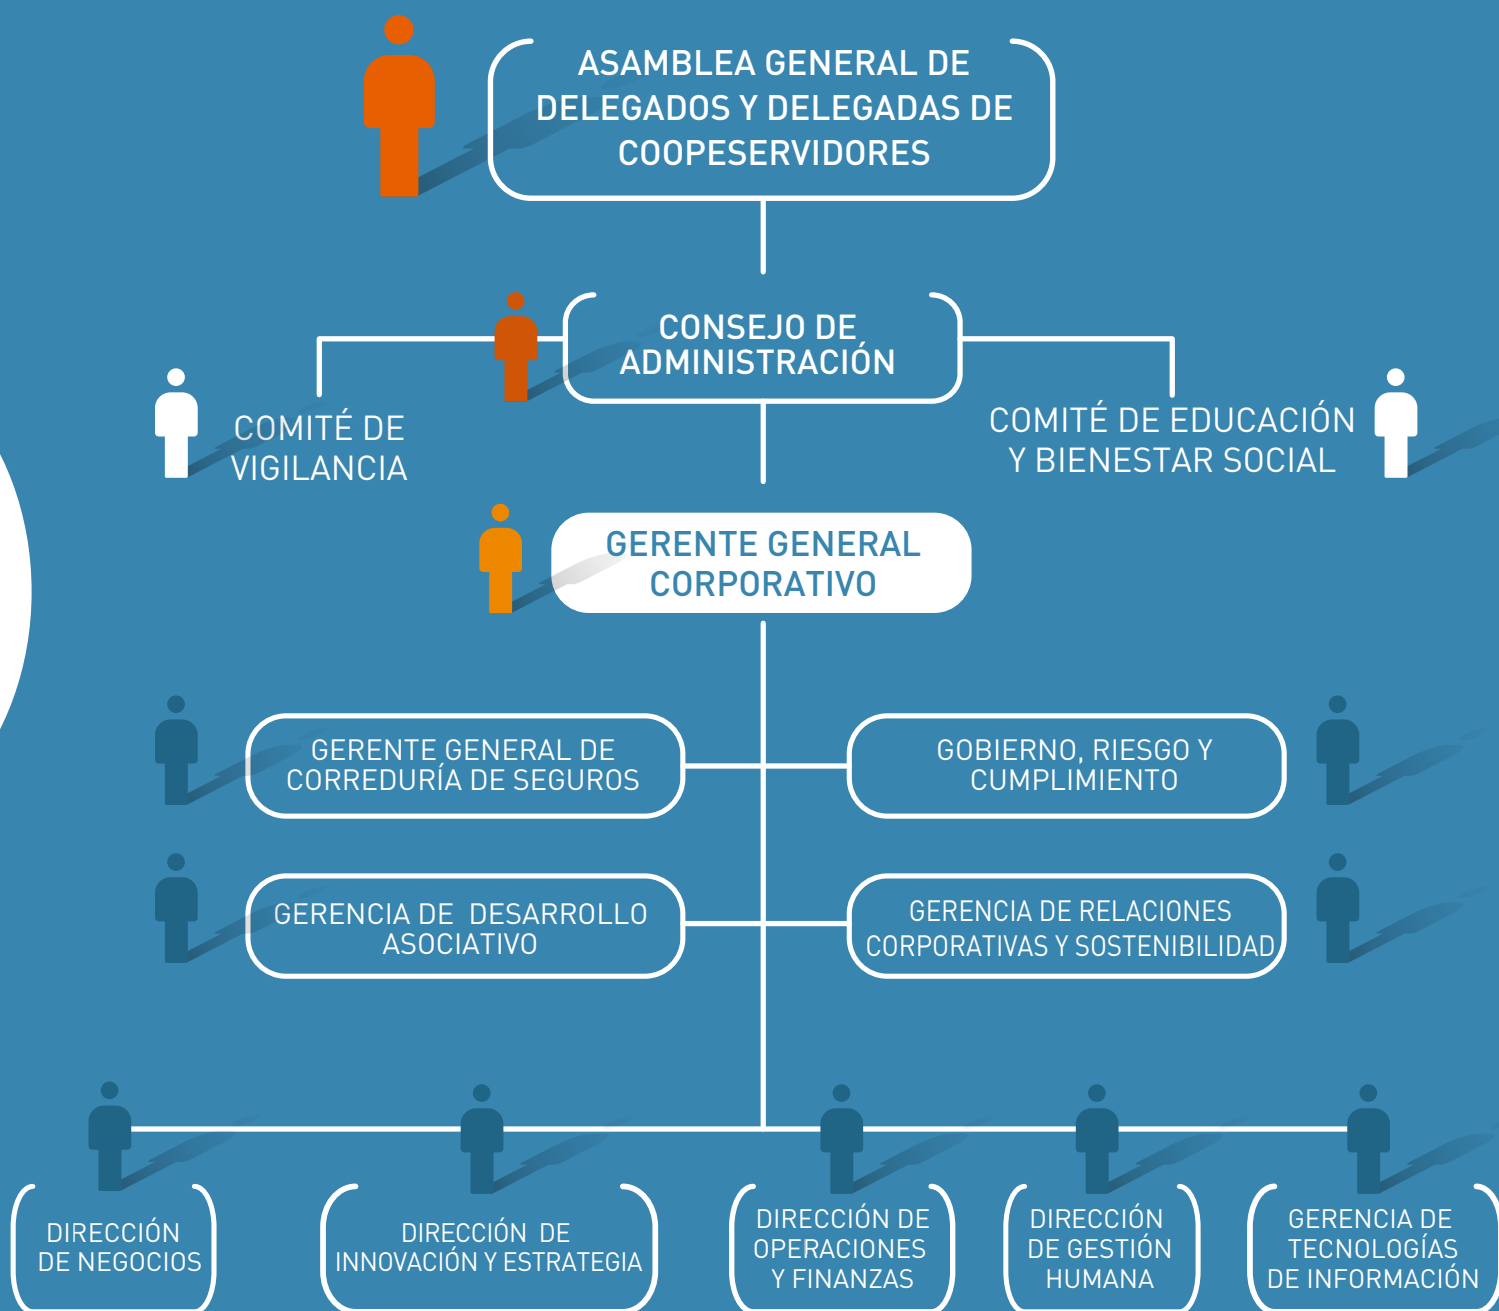 ASAMBLEA GENERAL DE
DELEGADOS Y DELEGADAS DE
COOPESERVIDORES
CONSEJO DE
ADMINISTRACIÓN
COMITÉ DE
VIGILANCIA
COMITÉ DE EDUCACIÓN
Y BIENESTAR SOCIAL
GERENTE GENERAL
CORPORATIVO
GERENTE GENERAL DE
CORREDURÍA DE SEGUROS
GOBIERNO, RIESGO Y
CUMPLIMIENTO
GERENCIA DE DESARROLLO
ASOCIATIVO
GERENCIA DE RELACIONES
CORPORATIVAS Y SOSTENIBILIDAD
DIRECCIÓN
DE NEGOCIOS
DIRECCIÓN DE
INNOVACIÓN Y ESTRATEGIA
DIRECCIÓN DE
OPERACIONES
Y FINANZAS
DIRECCIÓN
DE GESTIÓN
HUMANA
GERENCIA DE
TECNOLOGÍAS
DE INFORMACIÓN